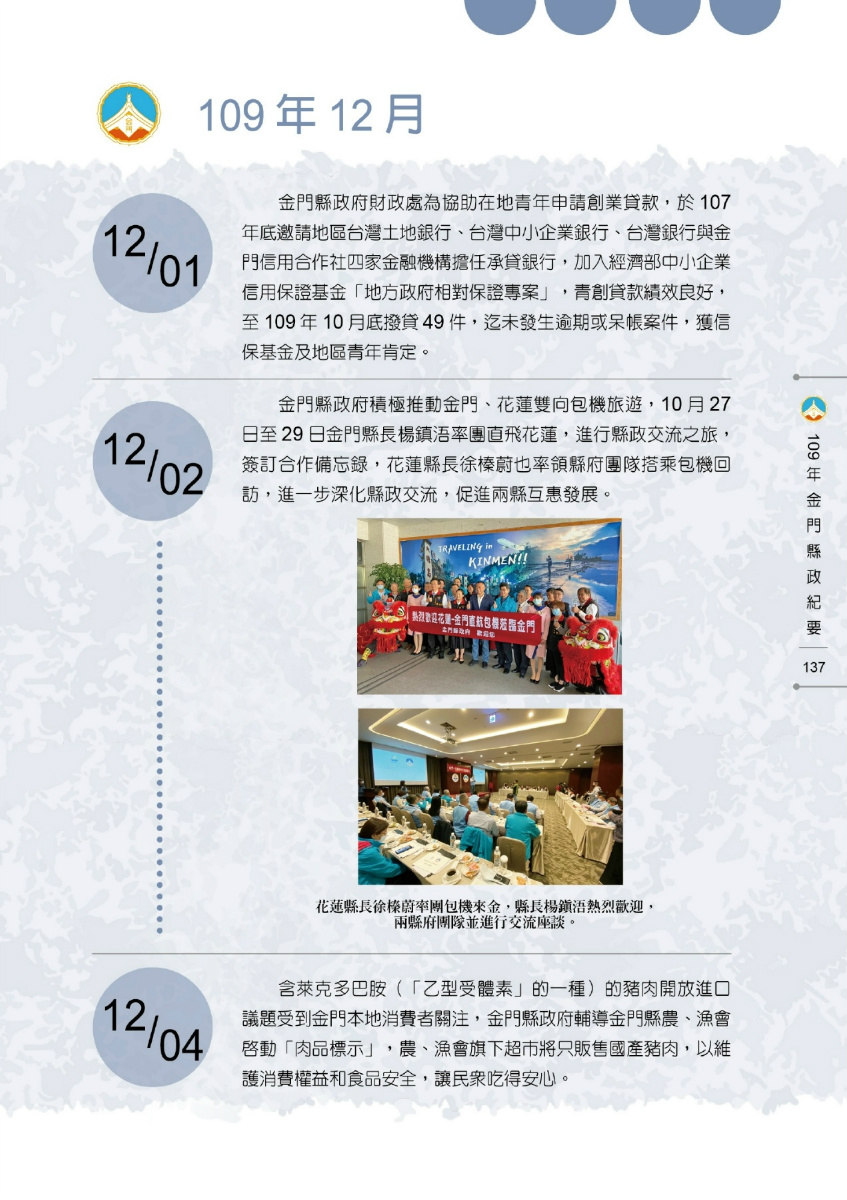 109 年 12 月
12/01
金門縣政府財政處為協助在地青年申請創業貸款，於 107
年底邀請地區台灣土地銀行、台灣中小企業銀行、台灣銀行與金
門信用合作社四家金融機構擔任承貸銀行，加入經濟部中小企業
信用保證基金「地方政府相對保證專案」，青創貸款績效良好，
至 109 年 10 月底撥貸 49 件，迄未發生逾期或呆帳案件，獲信
保基金及地區青年肯定。
12/02
金門縣政府積極推動金門、花蓮雙向包機旅遊，10 月 27
日至 29 日金門縣長楊鎮浯率團直飛花蓮，進行縣政交流之旅，
簽訂合作備忘錄，花蓮縣長徐榛蔚也率領縣府團隊搭乘包機回
訪，進一步深化縣政交流，促進兩縣互惠發展。
TRAVELING in
KINMEN!!
熱烈歡迎花蓮-金門直航包機蒞臨金門
金門縣政府 歡迎您
花蓮縣長徐榛蔚率團包機來金，縣長楊鎮浯熱烈歡迎，
兩縣府團隊並進行交流座談。
12/04
含萊克多巴胺（「乙型受體素」的一種）的豬肉開放進口
議題受到金門本地消費者關注，金門縣政府輔導金門縣農、漁會
啓動「肉品標示」，農、漁會旗下超市將只販售國產豬肉，以維
護消費權益和食品安全，讓民眾吃得安心。
109年金門縣政紀要
137